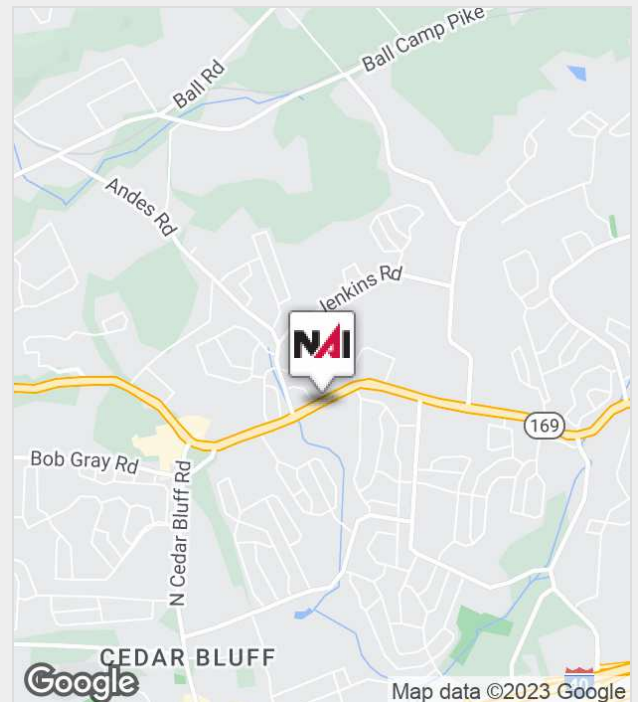 Ball Camp Pike
Ball Rd
Andes Rd
Jenkins Rd
NAI
169
Bob Gray Rd
N Cedar Bluff Rd
CEDAR BLUFF
Google
Map data ©2023 Google